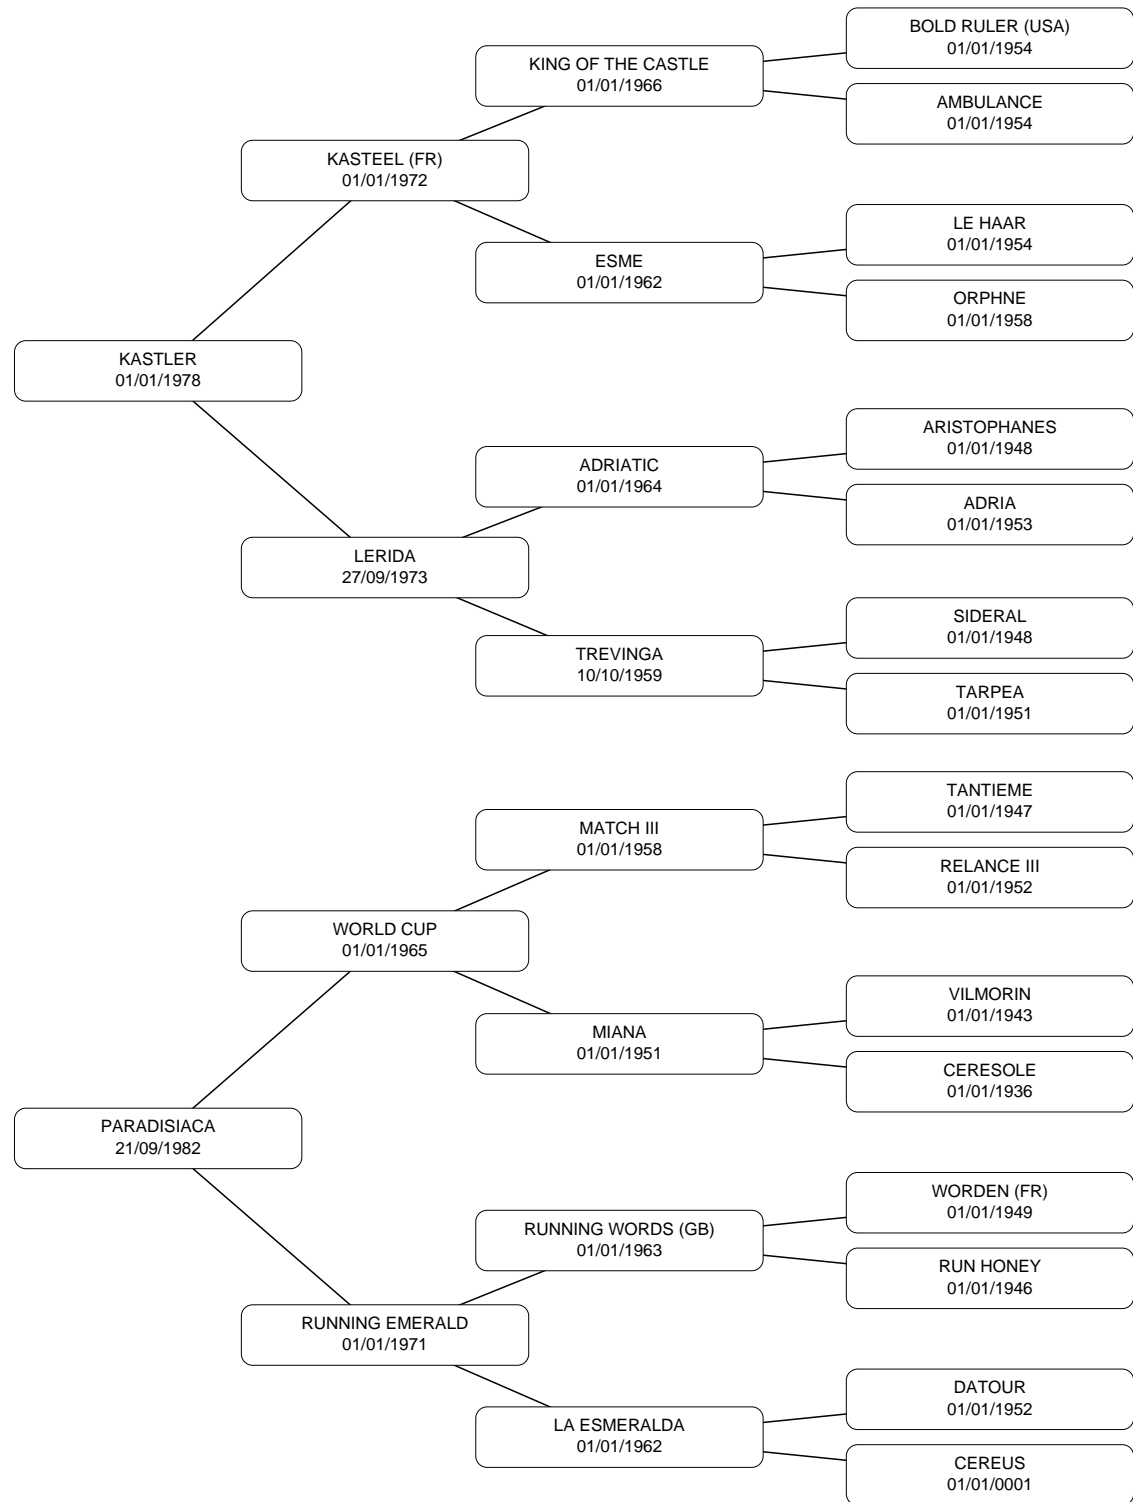 BOLD RULER (USA)
01/01/1954
KING OF THE CASTLE
01/01/1966
AMBULANCE
01/01/1954
KASTEEL (FR)
01/01/1972
LE HAAR
01/01/1954
ESME
01/01/1962
ORPHNE
01/01/1958
KASTLER
01/01/1978
ARISTOPHANES
01/01/1948
ADRIATIC
01/01/1964
ADRIA
01/01/1953
LERIDA
27/09/1973
SIDERAL
01/01/1948
TREVINGA
10/10/1959
TARPEA
01/01/1951
TANTIEME
01/01/1947
MATCH III
01/01/1958
RELANCE III
01/01/1952
WORLD CUP
01/01/1965
VILMORIN
01/01/1943
MIANA
01/01/1951
CERESOLE
01/01/1936
PARADISIACA
21/09/1982
WORDEN (FR)
01/01/1949
RUNNING WORDS (GB)
01/01/1963
RUN HONEY
01/01/1946
RUNNING EMERALD
01/01/1971
DATOUR
01/01/1952
LA ESMERALDA
01/01/1962
CEREUS
01/01/0001